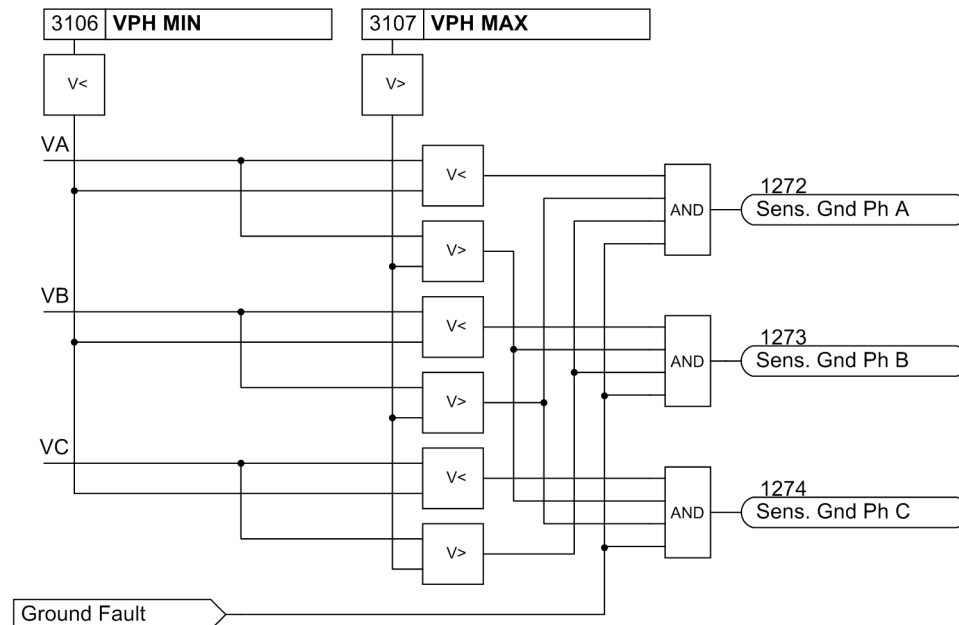 3106 VPH MIN
3107 VPH MAX
V<
V>
VA
V<
1272
Sens. Gnd Ph A
AND
V>
VB
V<
1273
Sens. Gnd Ph B
AND
V>
VC
V<
1274
Sens. Gnd Ph C
AND
V>
Ground Fault